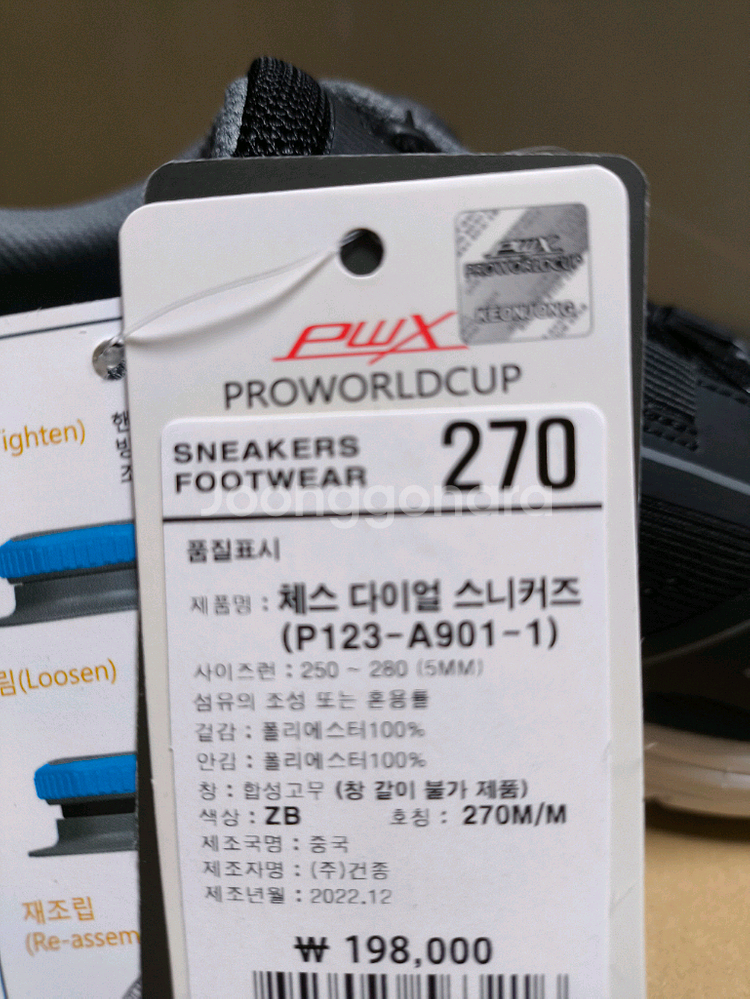 PWX
PROWORLDCUP
KEONJONG
PWX
PROWORLDCUP
SNEAKERS
FOOTWEAR
270
Joonggonara
품질표시
제품명 : 체스 다이얼 스니커즈
(P123-A901-1)
사이즈런 : 250 ~ 280 (5MM)
섬유의 조성 또는 혼용률
겉감 : 폴리에스터100%
안감 : 폴리에스터100%
창 : 합성고무 (창 갈이 불가 제품)
색상 : ZB 호칭 : 270M/M
제조국명 : 중국
제조자명 : (주)건종
제조년월 : 2022.12
₩ 198,000
ighten)
핸
방
조
림(Loosen)
재조립
(Re-assem